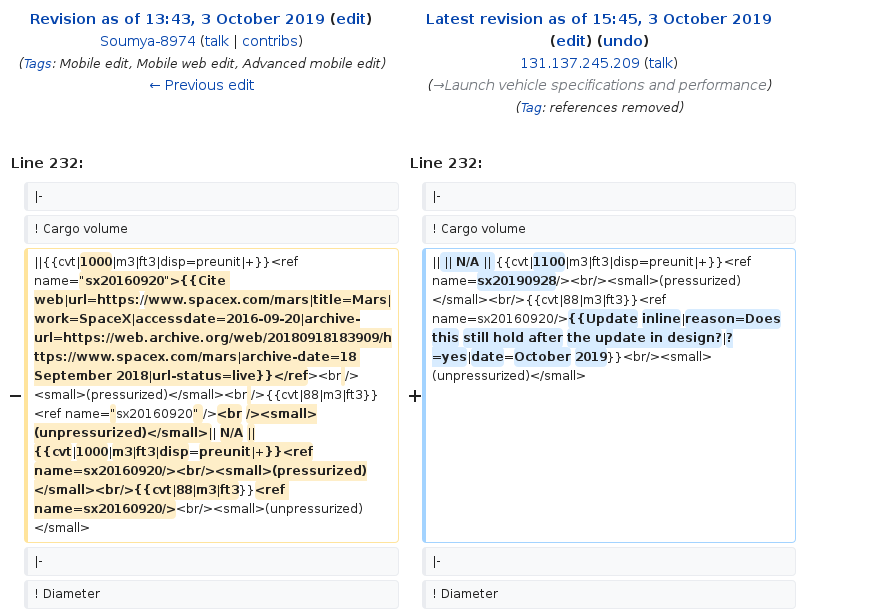 Revision as of 13:43, 3 October 2019 (edit)
Soumya-8974 (talk | contribs)
(Tags: Mobile edit, Mobile web edit, Advanced mobile edit)
← Previous edit
Latest revision as of 15:45, 3 October 2019
(edit) (undo)
131.137.245.209 (talk)
(→Launch vehicle specifications and performance)
(Tag: references removed)
Line 232:
Line 232:
|-
|-
! Cargo volume
! Cargo volume
−
||{{cvt|1000|m3|ft3|disp=preunit|+}}<ref
name="sx20160920">{{Cite
web|url=https://www.spacex.com/mars|title=Mars|
work=SpaceX|accessdate=2016-09-20|archive-
url=https://web.archive.org/web/20180918183909/h
ttps://www.spacex.com/mars|archive-date=18
September 2018|url-status=live}}</ref><br />
<small>(pressurized)</small><br />{{cvt|88|m3|ft3}}
<ref name="sx20160920" /><br /><small>
(unpressurized)</small>|| N/A ||
{{cvt|1000|m3|ft3|disp=preunit|+}}<ref
name=sx20160920/><br/><small>(pressurized)
</small><br/>{{cvt|88|m3|ft3}}<ref
name=sx20160920/><br/><small>(unpressurized)
</small>
+
|| || N/A || {{cvt|1100|m3|ft3|disp=preunit|+}}<ref
name=sx20190928/><br/><small>(pressurized)
</small><br/>{{cvt|88|m3|ft3}}<ref
name=sx20160920/>{{Update inline|reason=Does
this still hold after the update in design?|?
=yes|date=October 2019}}<br/><small>
(unpressurized)</small>
|-
|-
! Diameter
! Diameter